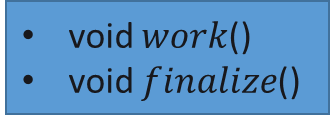 • void work()
• void finalize()